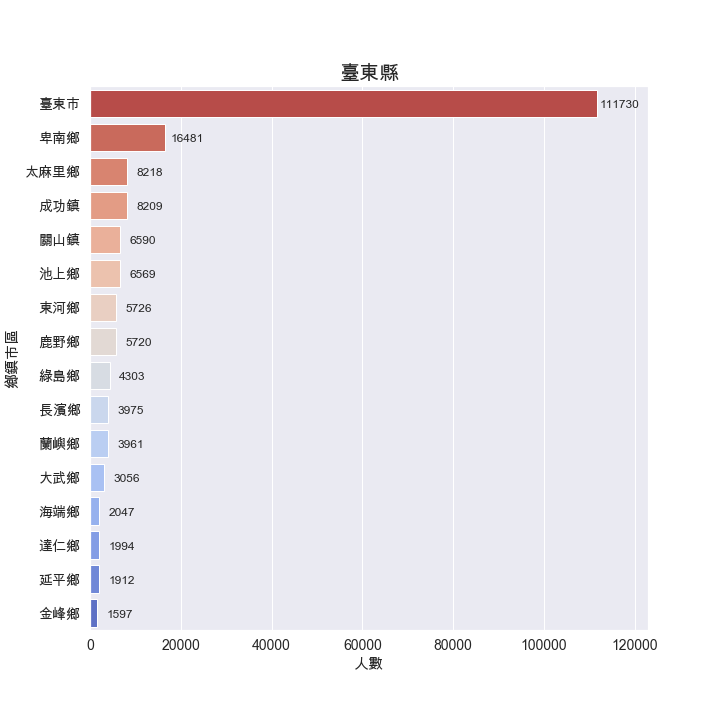 臺東縣
臺東市 111730
卑南鄉 16481
太麻里鄉 8218
成功鎮 8209
關山鎮 6590
池上鄉 6569
東河鄉 5726
鹿野鄉 5720
綠島鄉 4303
長濱鄉 3975
蘭嶼鄉 3961
大武鄉 3056
海端鄉 2047
達仁鄉 1994
延平鄉 1912
金峰鄉 1597
鄉鎮市區
0 20000 40000 60000 80000 100000 120000
人數